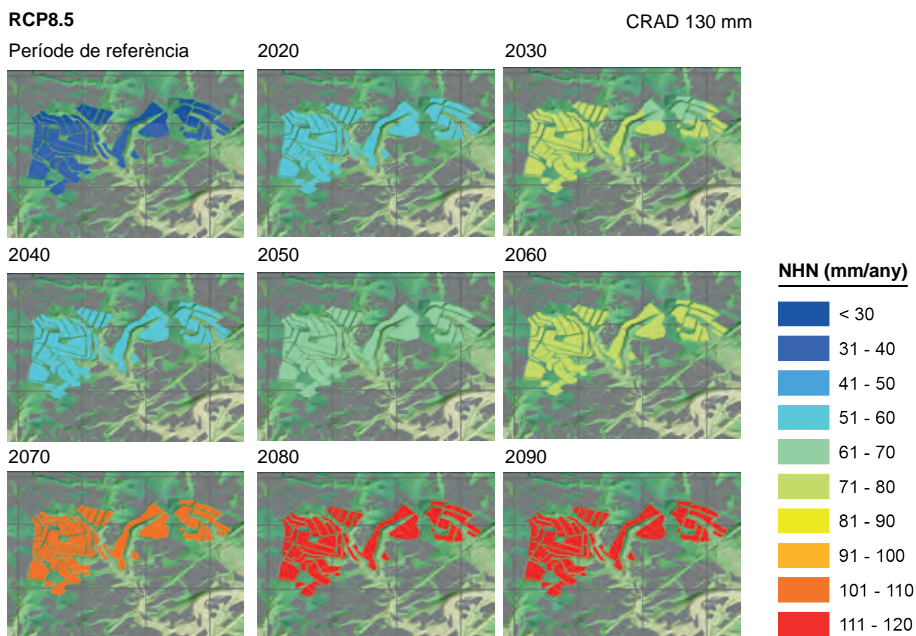 RCP8.5
CRAD 130 mm
Període de referència
2020
2030
2040
2050
2060
2070
2080
2090
NHN (mm/any)
< 30
31 - 40
41 - 50
51 - 60
61 - 70
71 - 80
81 - 90
91 - 100
101 - 110
111 - 120